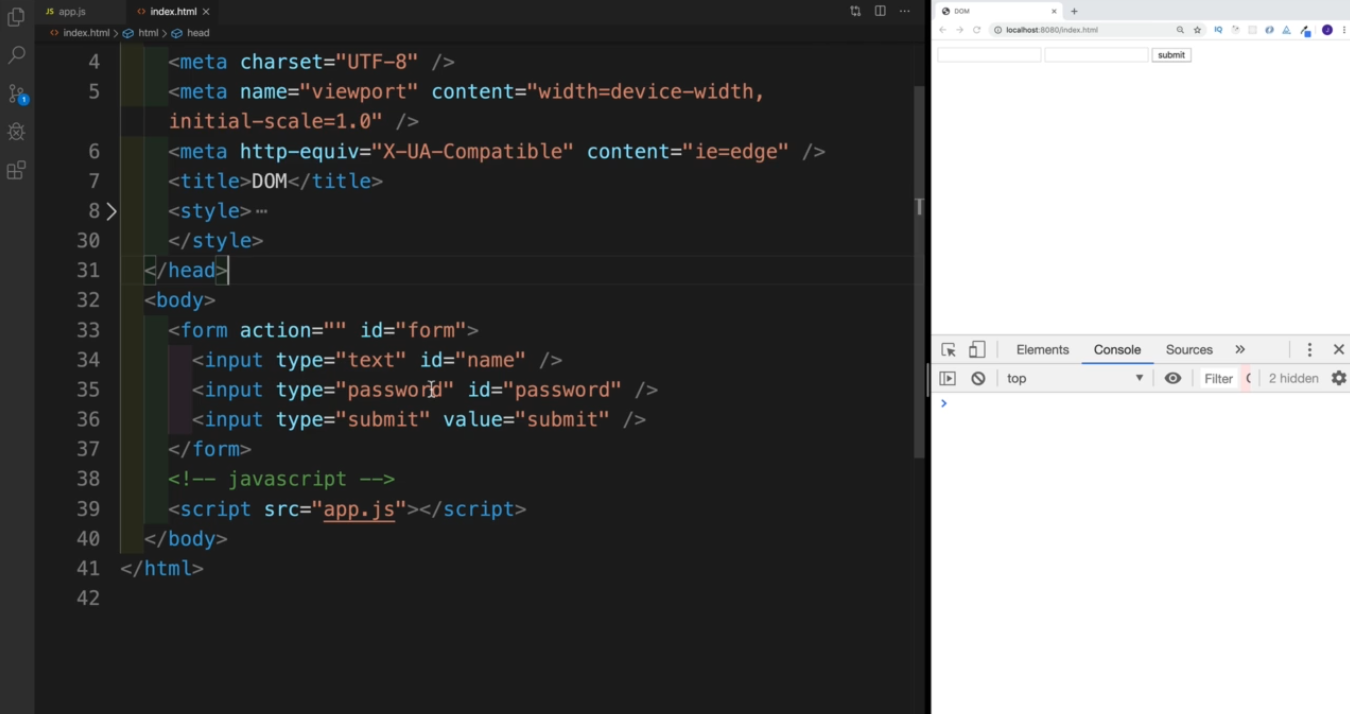 JS app.js
<> index.html ×
<> index.html > html > head
4 <meta charset="UTF-8" />
5 <meta name="viewport" content="width=device-width,
initial-scale=1.0" />
6 <meta http-equiv="X-UA-Compatible" content="ie=edge" />
7 <title>DOM</title>
8 <style>⋯
30 </style>
31 </head>
32 <body>
33 <form action="" id="form">
34 <input type="text" id="name" />
35 <input type="password" id="password" />
36 <input type="submit" value="submit" />
37 </form>
38 <!-- javascript -->
39 <script src="app.js"></script>
40 </body>
41 </html>
42
1
DOM
localhost:8080/index.html
IQ
J
submit
Elements Console Sources »
top Filter 2 hidden